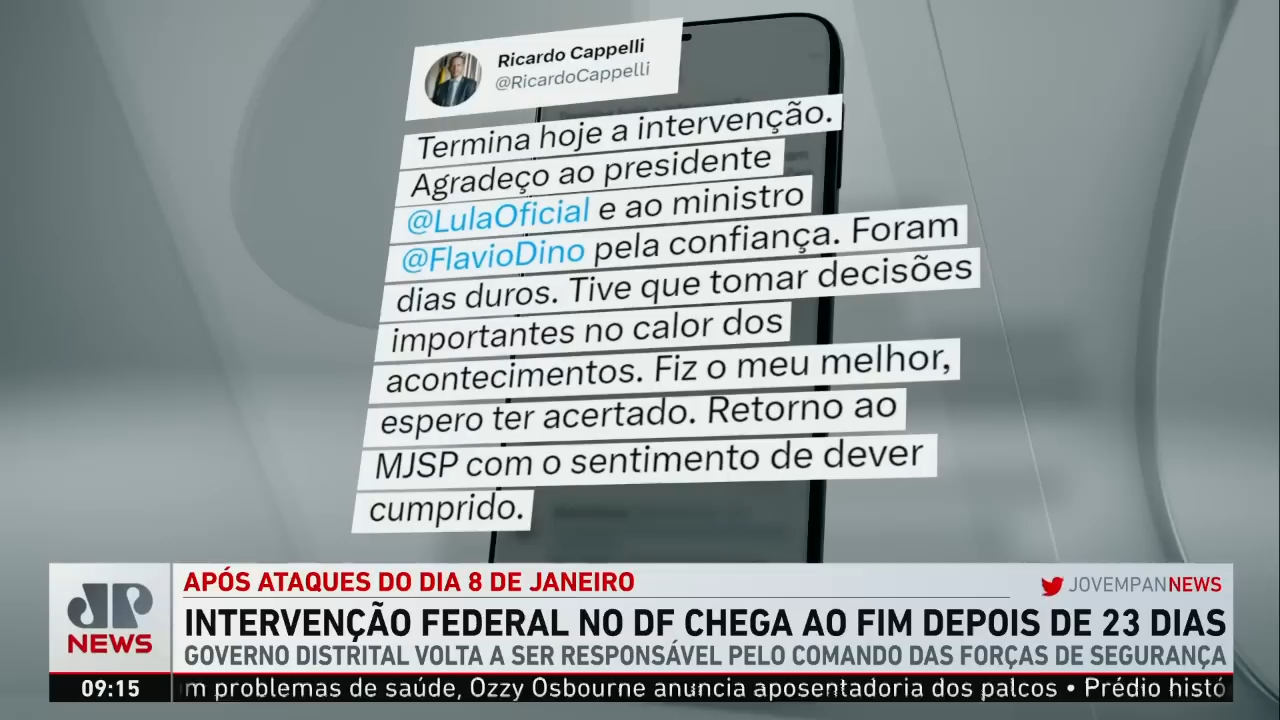 Ricardo Cappelli
@RicardoCappelli
Termina hoje a intervenção.
Agradeço ao presidente
@LulaOficial e ao ministro
@FlavioDino pela confiança. Foram
dias duros. Tive que tomar decisões
importantes no calor dos
acontecimentos. Fiz o meu melhor,
espero ter acertado. Retorno ao
MJSP com o sentimento de dever
cumprido.
JP
NEWS
APÓS ATAQUES DO DIA 8 DE JANEIRO
JOVEMPANNEWS
INTERVENÇÃO FEDERAL NO DF CHEGA AO FIM DEPOIS DE 23 DIAS
GOVERNO DISTRITAL VOLTA A SER RESPONSÁVEL PELO COMANDO DAS FORÇAS DE SEGURANÇA
09:15
m problemas de saúde, Ozzy Osbourne anuncia aposentadoria dos palcos • Prédio histó